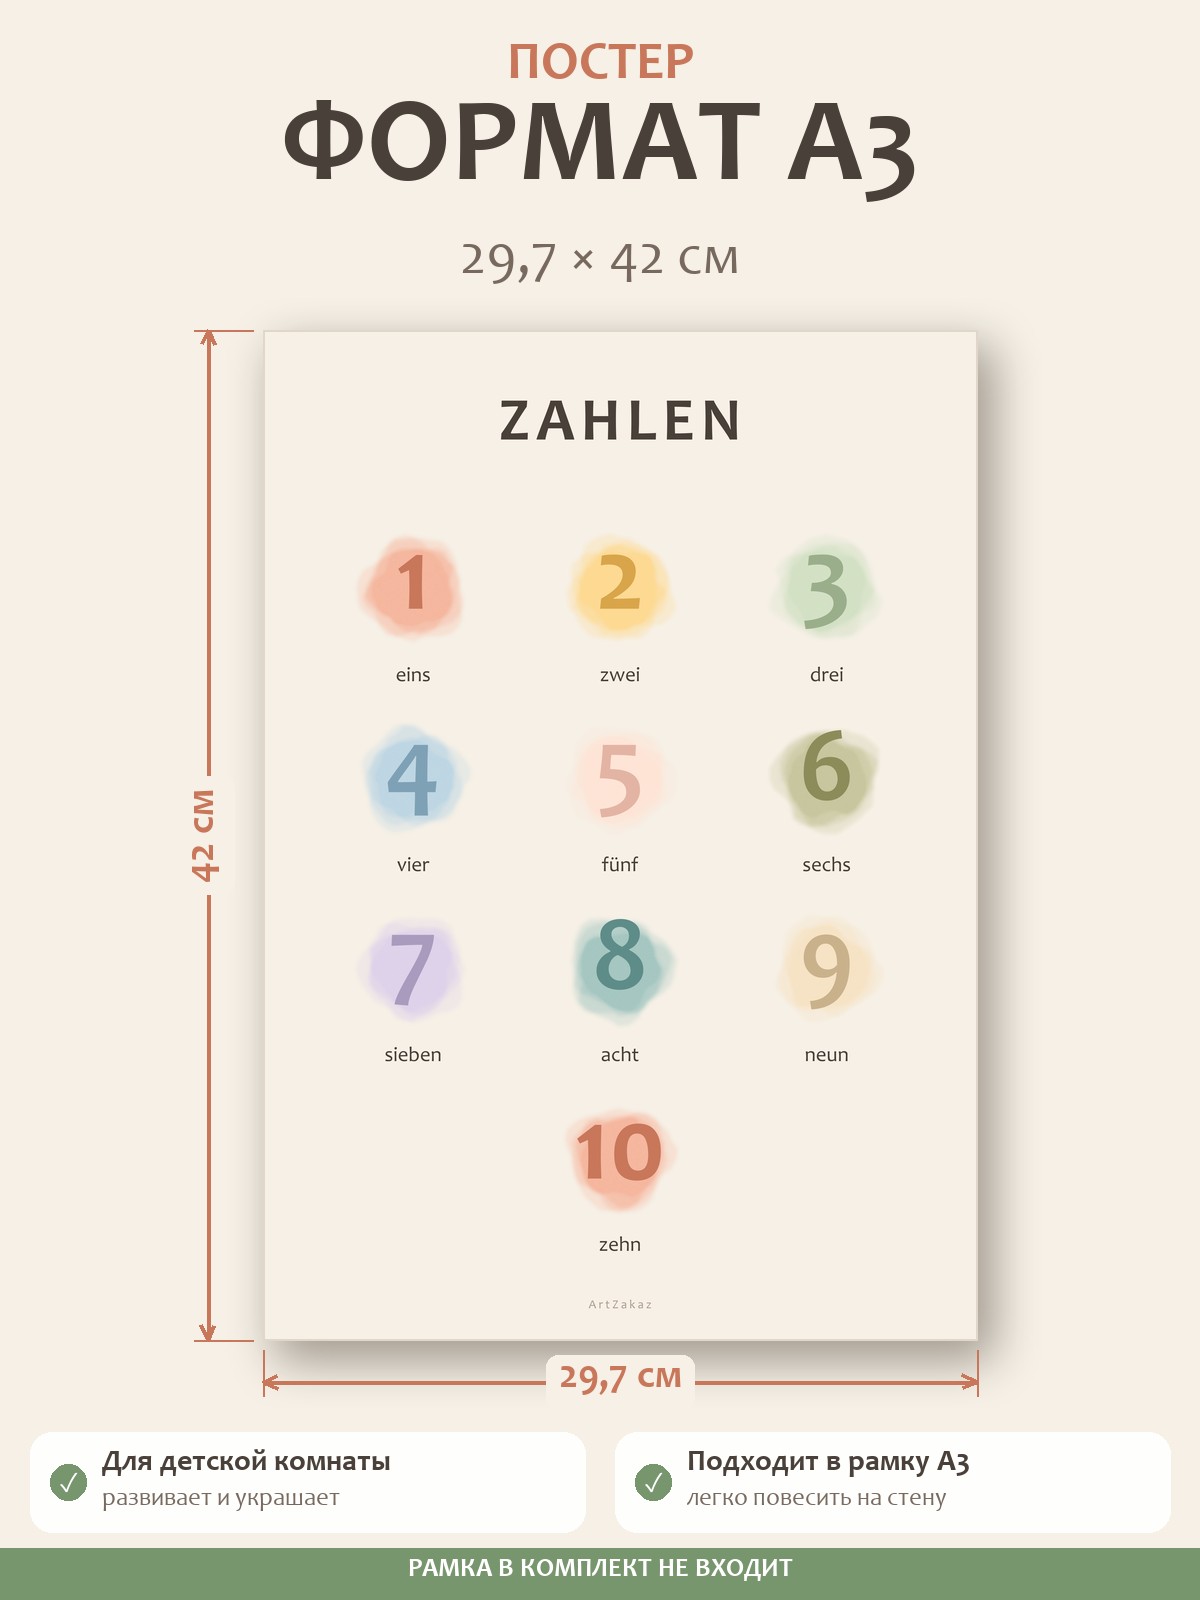 ПОСТЕР
ФОРМАТ А3
29,7 × 42 см
ZAHLEN
1 2 3
eins zwei drei
4 5 6
vier fünf sechs
7 8 9
sieben acht neun
10
zehn
ArtZakaz
42 см
29,7 см
Для детской комнаты
развивает и украшает
Подходит в рамку А3
легко повесить на стену
РАМКА В КОМПЛЕКТ НЕ ВХОДИТ